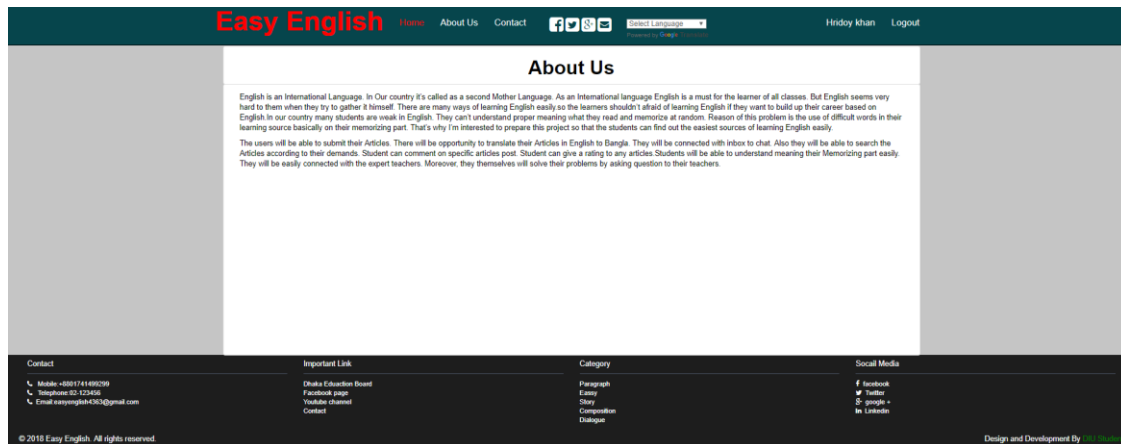 Easy English Home About Us Contact Select Language Hridoy khan Logout
Powered by Google Translate
About Us
English is an International Language. In Our country it's called as a second Mother Language. As an International language English is a must for the learner of all classes. But English seems very
hard to them when they try to gather it himself. There are many ways of learning English easily.so the learners shouldn't afraid of learning English if they want to build up their career based on
English.In our country many students are weak in English. They can't understand proper meaning what they read and memorize at random. Reason of this problem is the use of difficult words in their
learning source basically on their memorizing part. That's why I'm interested to prepare this project so that the students can find out the easiest sources of learning English easily.
The users will be able to submit their Articles. There will be opportunity to translate their Articles in English to Bangla. They will be connected with inbox to chat. Also they will be able to search the
Articles according to their demands. Student can comment on specific articles post. Student can give a rating to any articles.Students will be able to understand meaning their Memorizing part easily.
They will be easily connected with the expert teachers. Moreover, they themselves will solve their problems by asking question to their teachers.
Contact
Mobile:+8801741499299
Telephone:02-123456
Email:easyenglish4363@gmail.com
Important Link
Dhaka Eduaction Board
Facebook page
Youtube channel
Contact
Category
Paragraph
Eassy
Story
Composition
Dialogue
Socail Media
facebook
Twitter
google +
Linkedin
© 2018 Easy English. All rights reserved.
Design and Development By DIU Studen